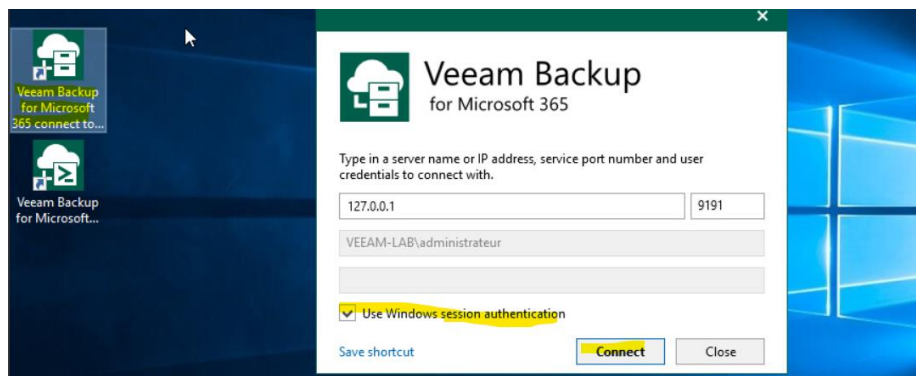 Veeam Backup
for Microsoft
365 connect to...
Veeam Backup
for Microsoft...
Veeam Backup
for Microsoft 365
Type in a server name or IP address, service port number and user
credentials to connect with.
127.0.0.1
9191
VEEAM-LAB\administrateur
Use Windows session authentication
Save shortcut
Connect
Close